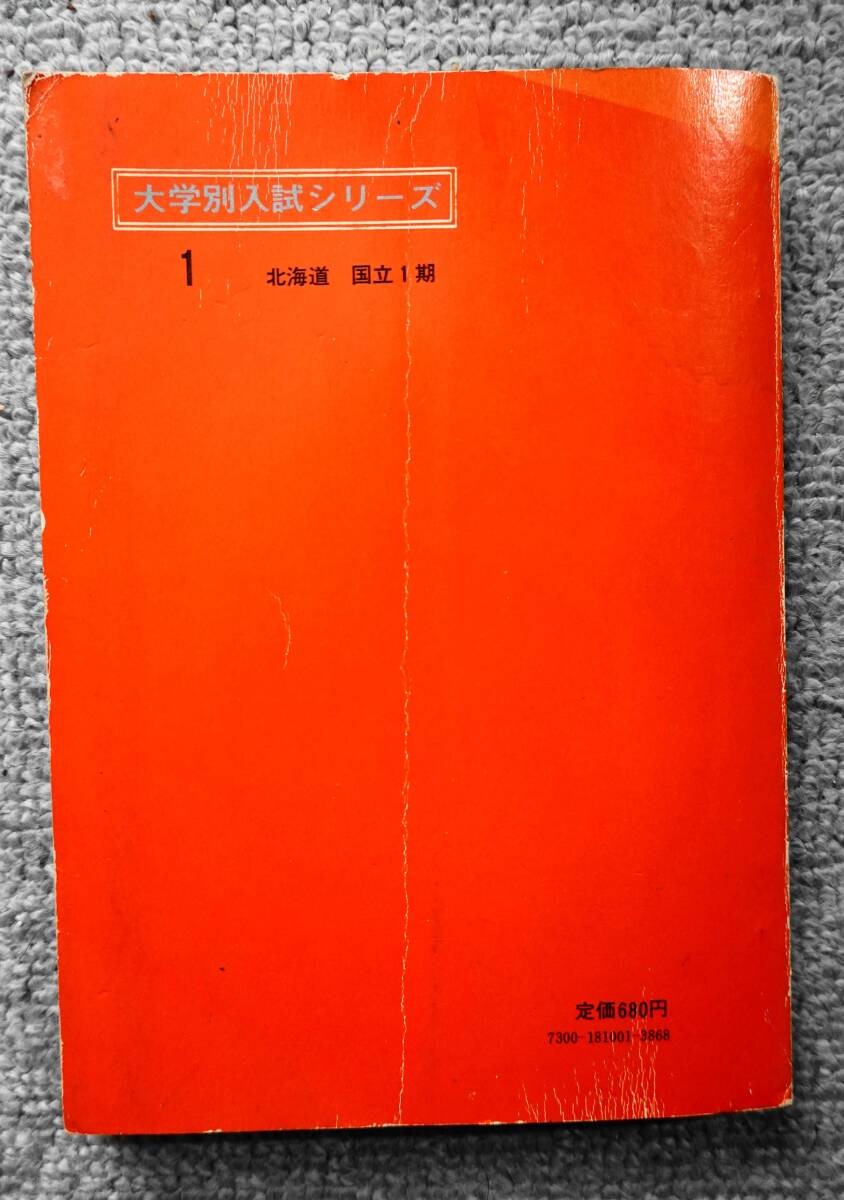 大学別入試シリーズ
1 北海道 国立1期
定価680円
7300-181001-3868